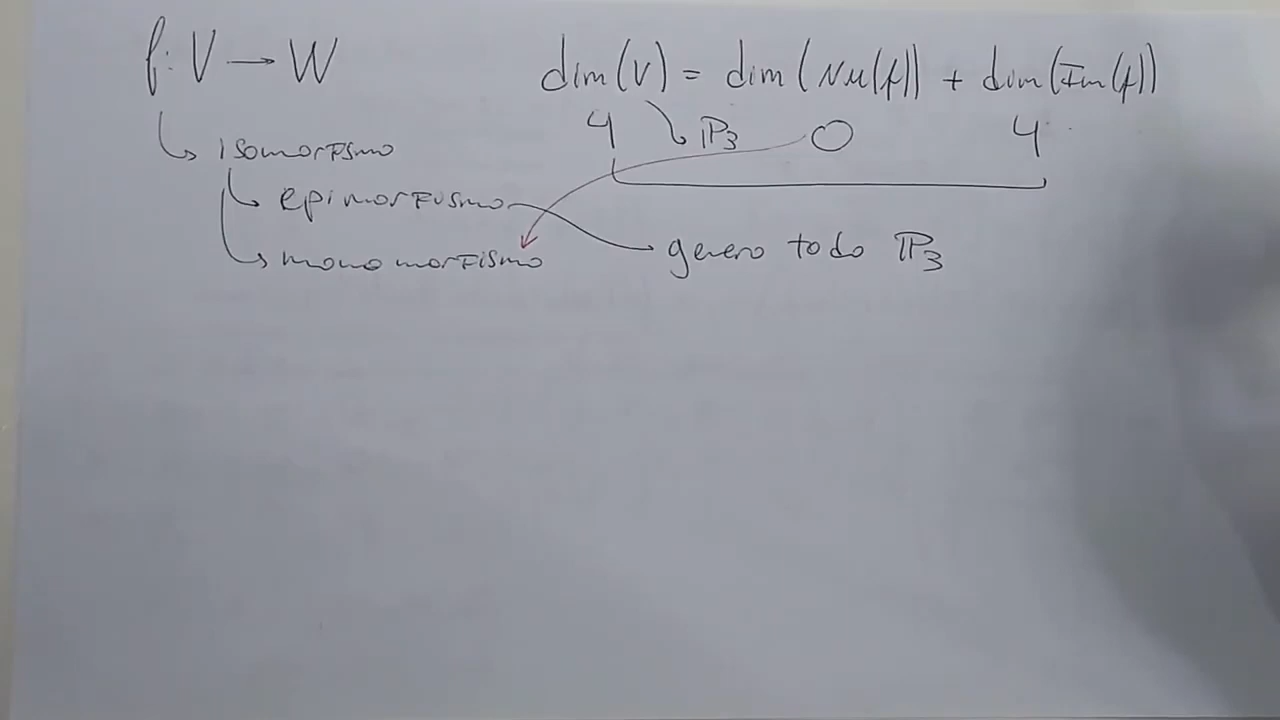 f: V → W
dim(V) = dim(Nu(f)) + dim(Im(f))
4 ↘ ℙ₃ 0 4
↳ isomorfismo
↳ epimorfismo
↳ monomorfismo
genero todo ℙ₃